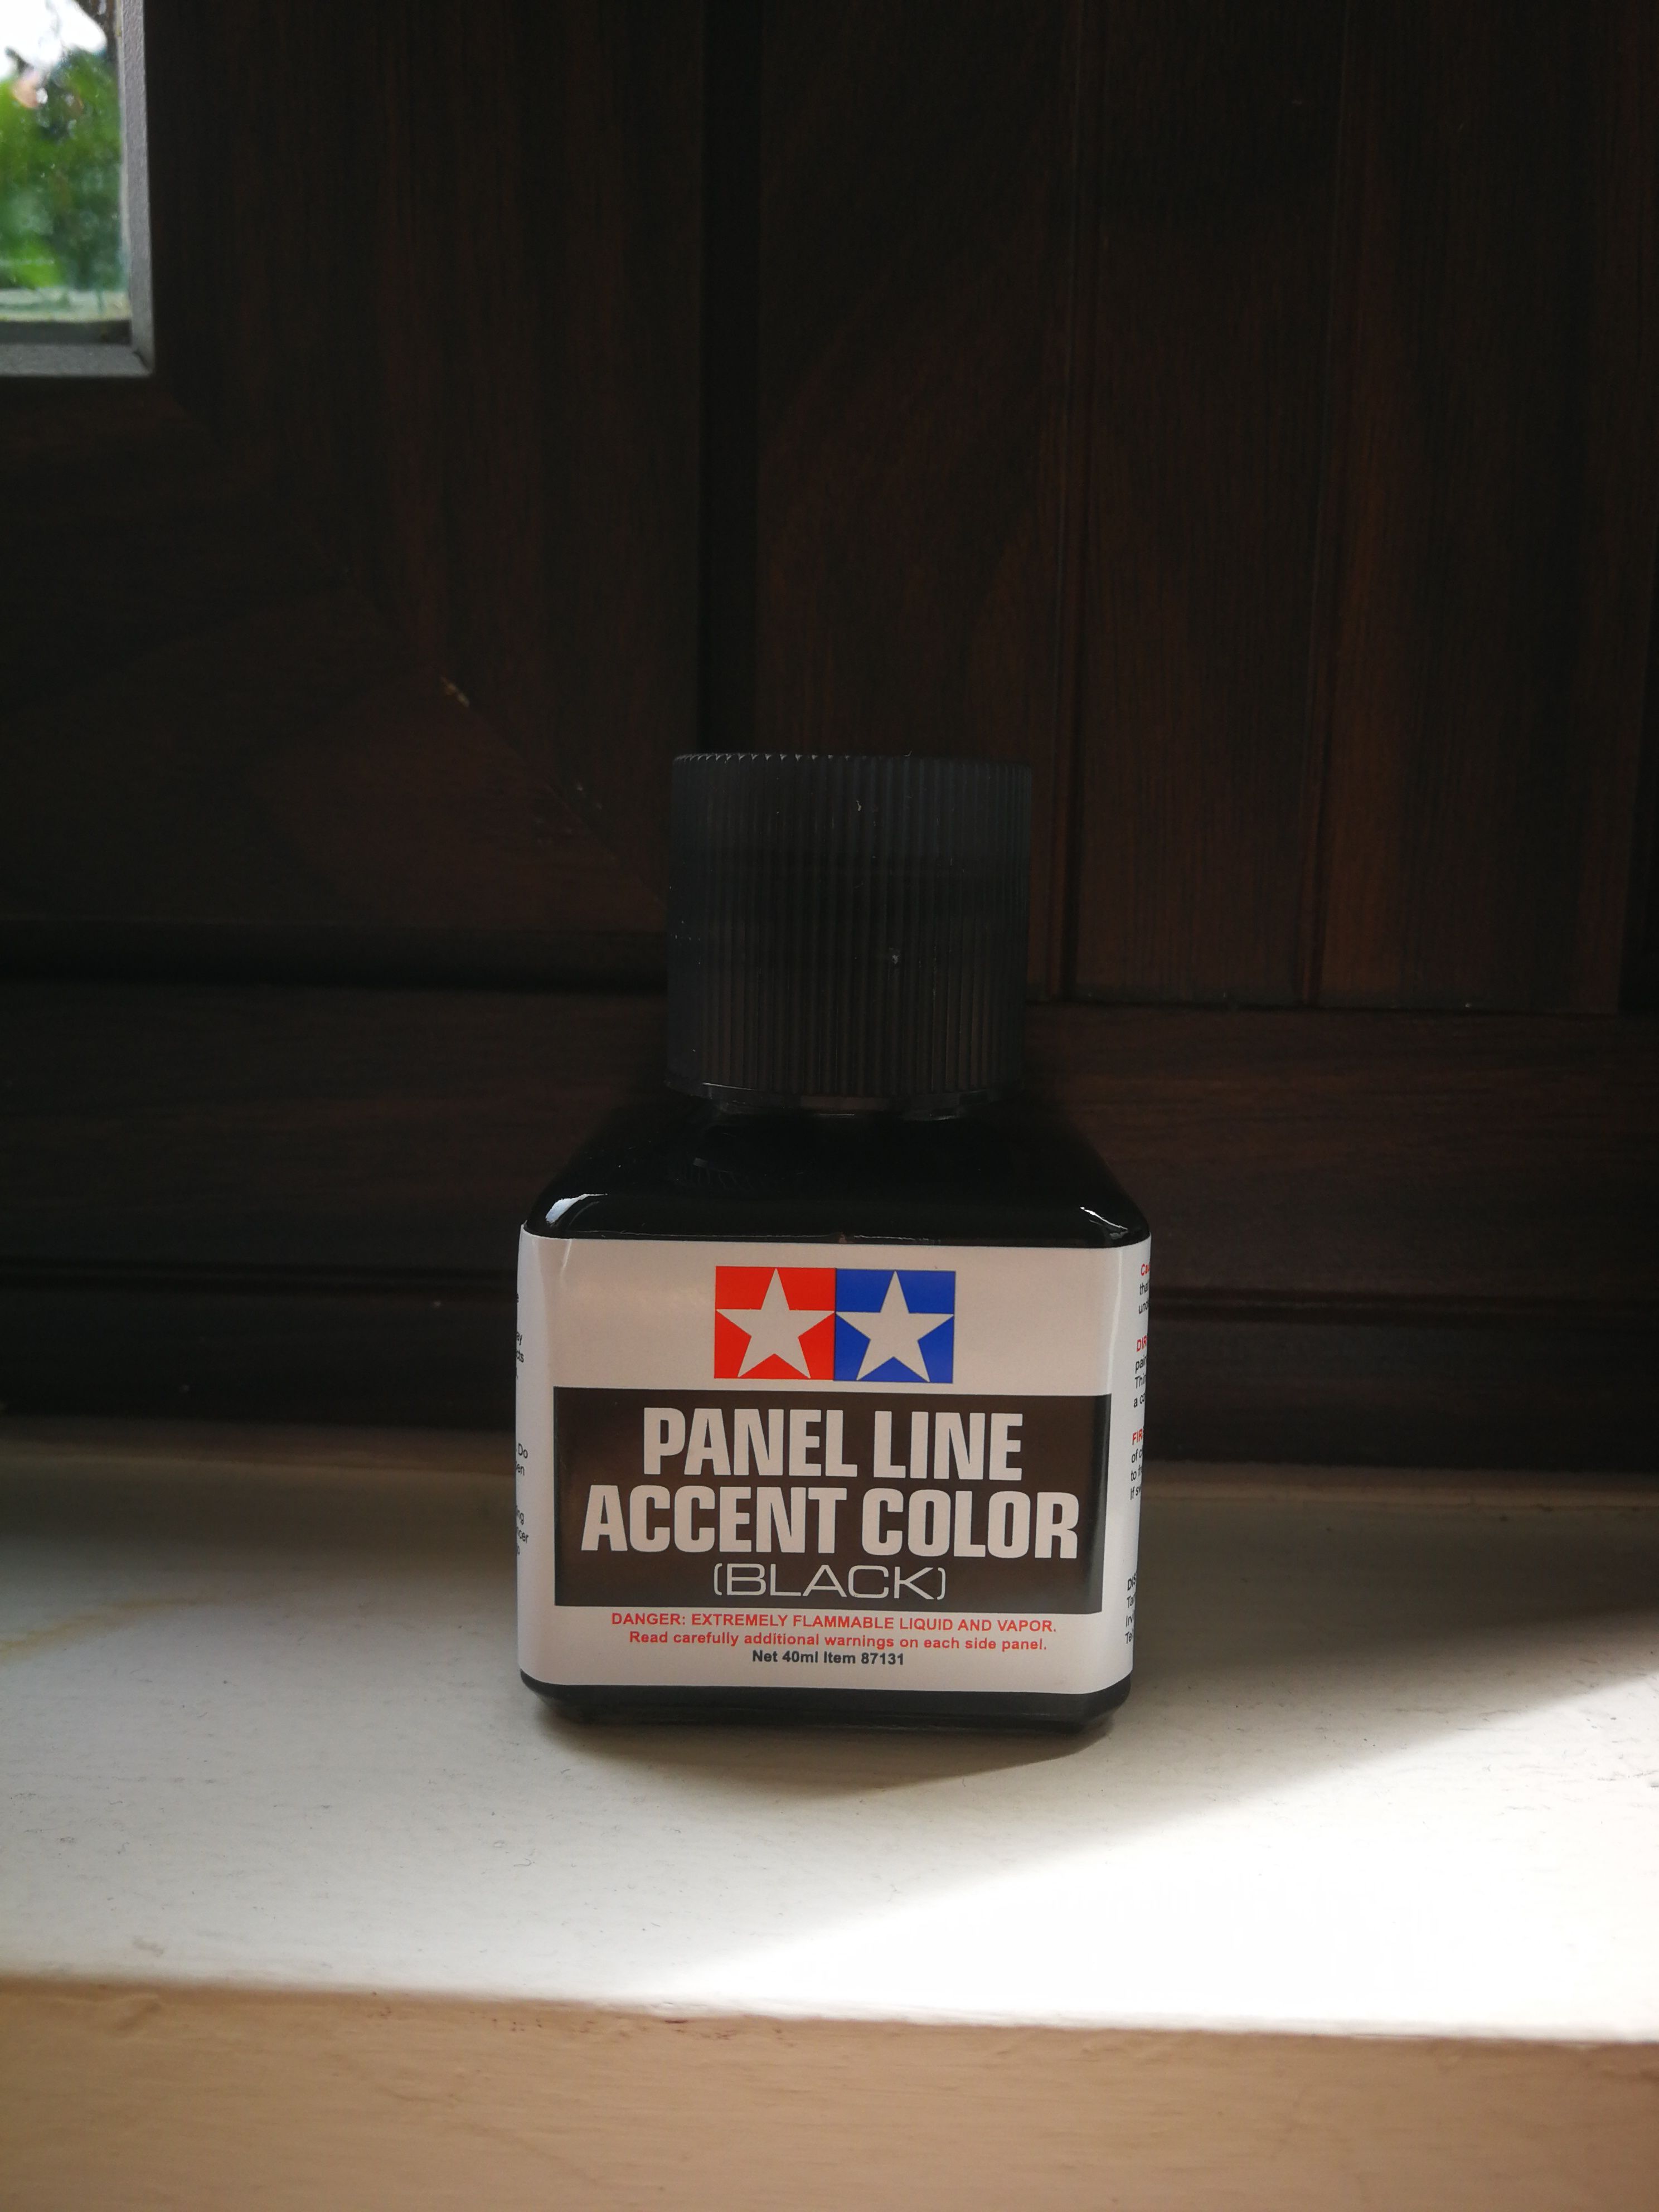 PANEL LINE
ACCENT COLOR
(BLACK)
DANGER: EXTREMELY FLAMMABLE LIQUID AND VAPOR.
Read carefully additional warnings on each side panel.
Net 40ml Item 87131